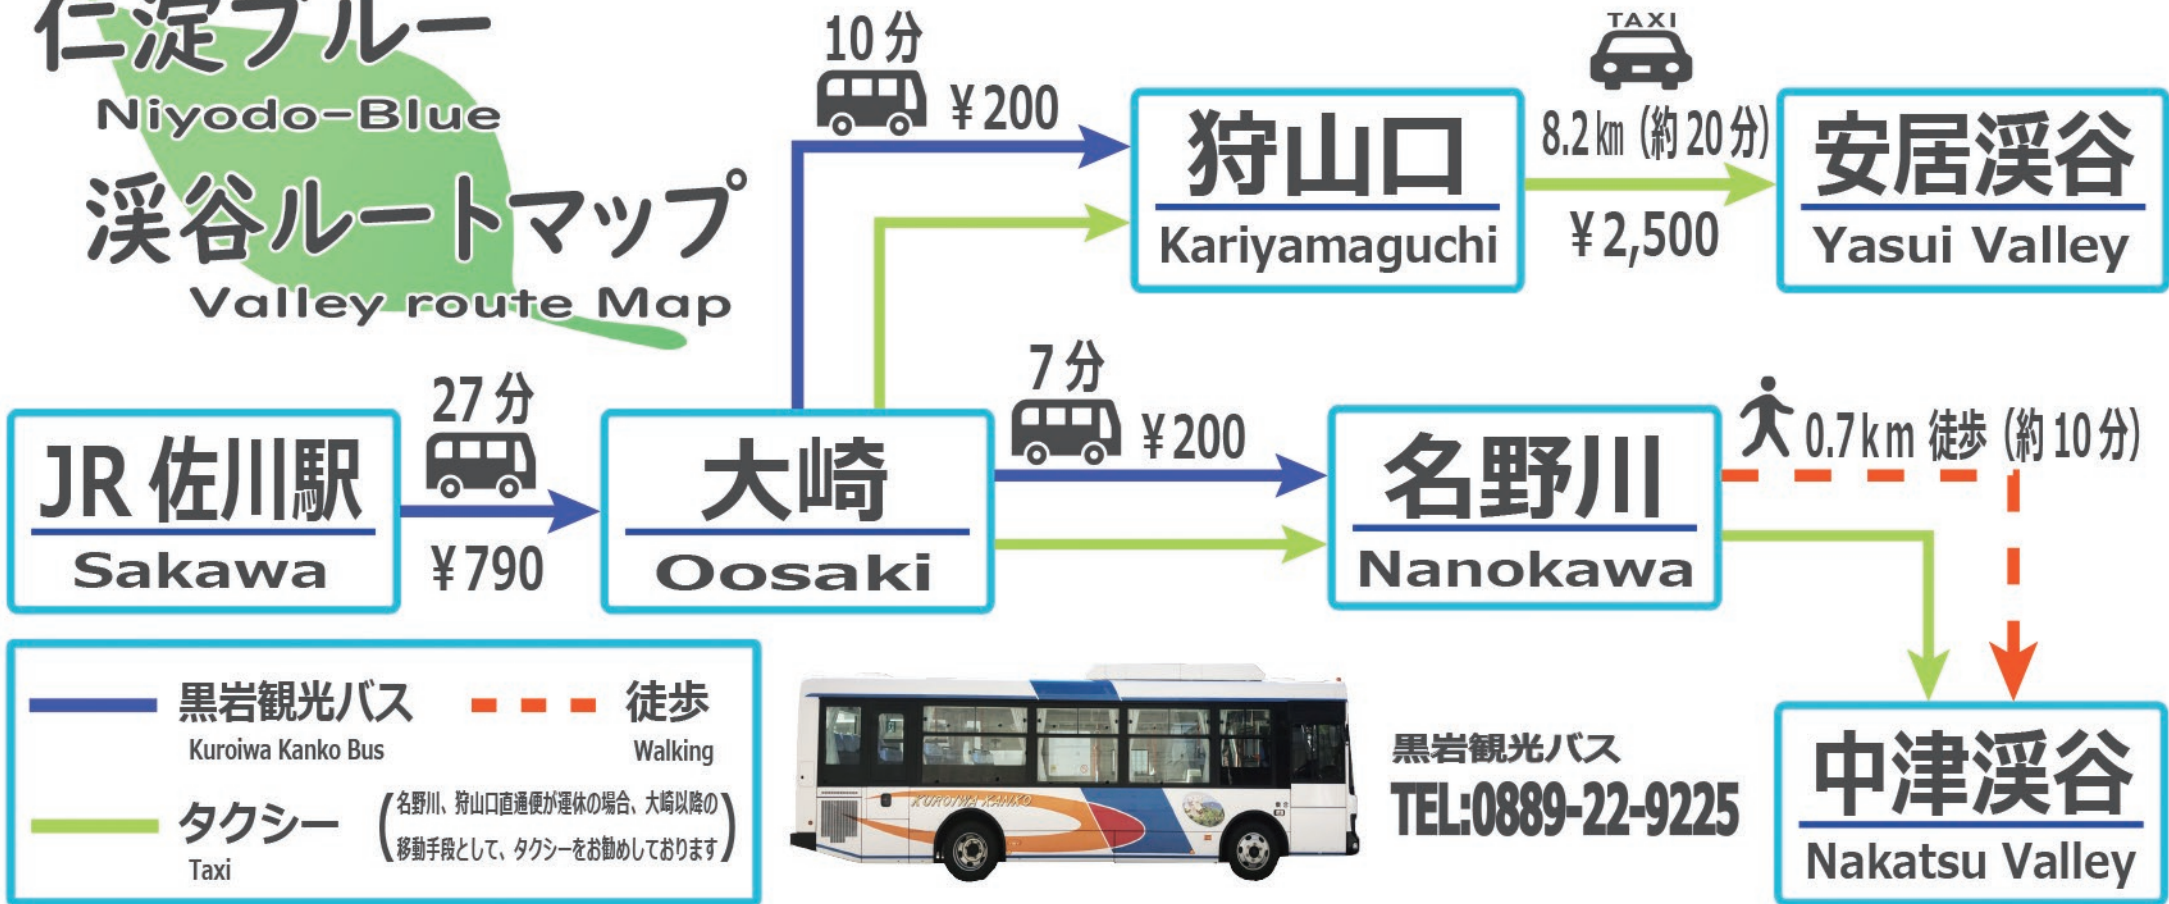 仁淀ブルー
Niyodo-Blue
渓谷ルートマップ
Valley route Map
10分
¥200
狩山口
Kariyamaguchi
TAXI
8.2㎞（約20分）
¥2,500
安居渓谷
Yasui Valley
JR佐川駅
Sakawa
27分
¥790
大崎
Oosaki
7分
¥200
名野川
Nanokawa
0.7km 徒歩（約10分）
中津渓谷
Nakatsu Valley
黒岩観光バス
Kuroiwa Kanko Bus
徒歩
Walking
タクシー
Taxi
（名野川、狩山口直通便が運休の場合、大崎以降の
移動手段として、タクシーをお勧めしております）
KUROIWA KANKO
黒岩観光バス
TEL:0889-22-9225